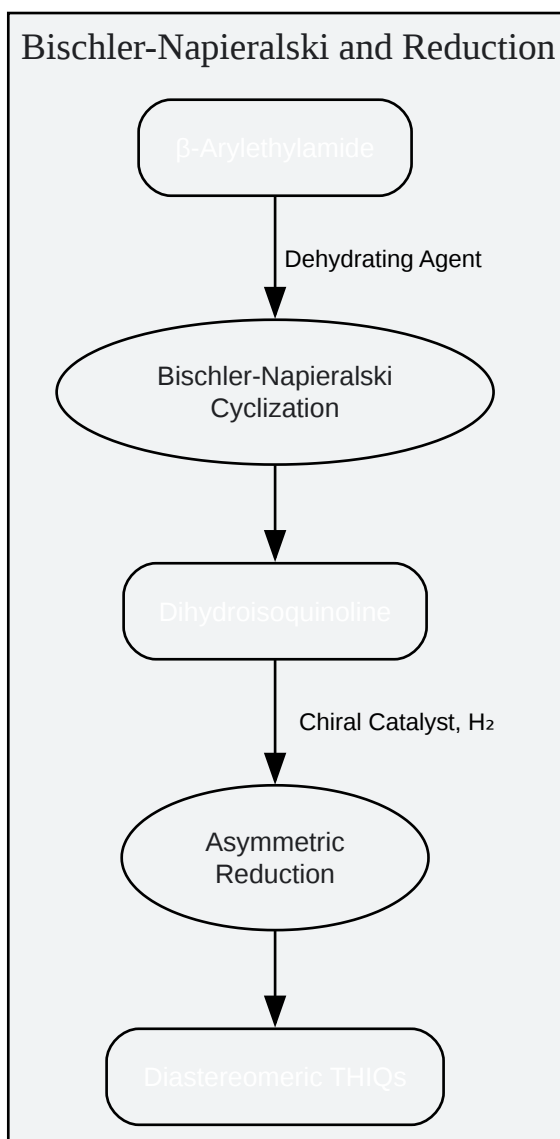 Bischler-Napieralski and Reduction
β-Arylethylamide
Dehydrating Agent
Bischler-Napieralski
Cyclization
Dihydroisoquinoline
Chiral Catalyst, H₂
Asymmetric
Reduction
Diastereomeric THIQs